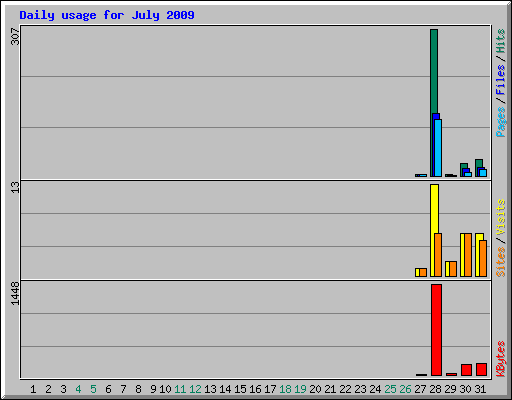 Daily usage for July 2009
307
Pages / Files / Hits
13
Sites / Visits
1448
KBytes
1 2 3 4 5 6 7 8 9 10 11 12 13 14 15 16 17 18 19 20 21 22 23 24 25 26 27 28 29 30 31